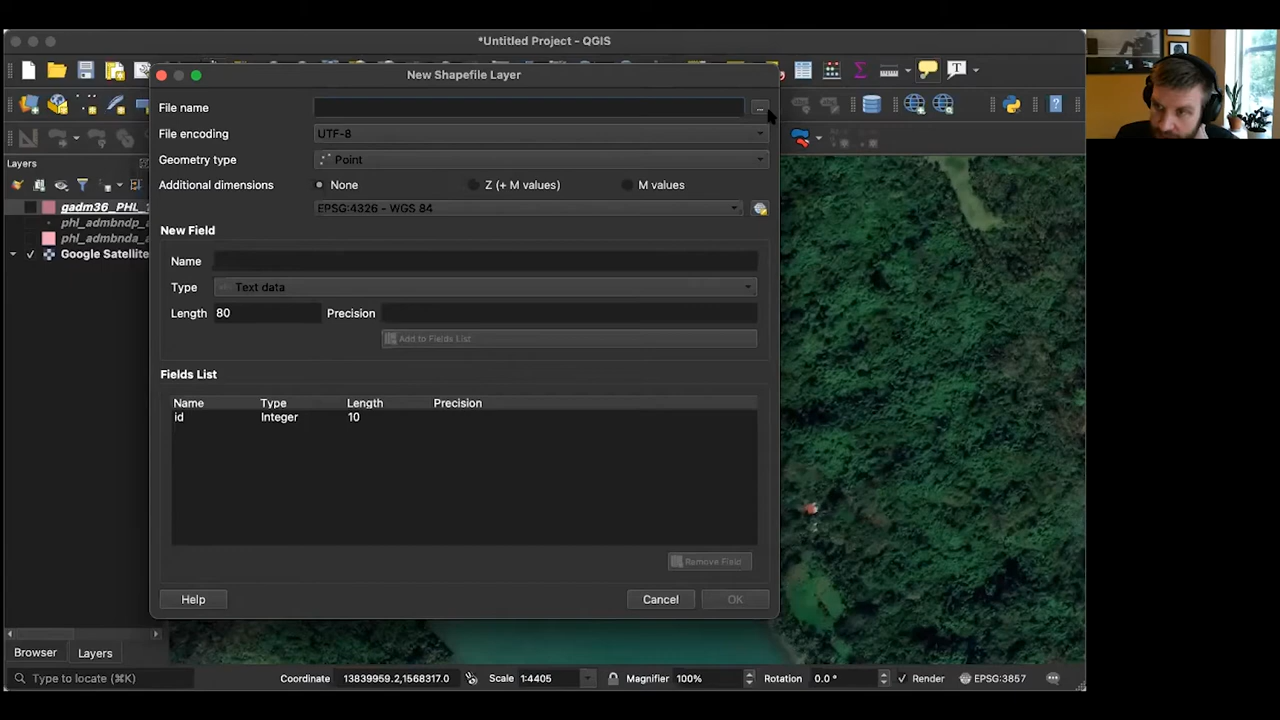 *Untitled Project - QGIS
New Shapefile Layer
File name
...
File encoding
UTF-8
Geometry type
Point
Additional dimensions
None
Z (+ M values)
M values
EPSG:4326 - WGS 84
New Field
Name
Type
Text data
Length
80
Precision
Add to Fields List
Fields List
Name Type Length Precision
id Integer 10
Remove Field
Help
Cancel
OK
Layers
gadm36_PHL_
phl_admbndp_
phl_admbnda_a
Google Satellite
Browser
Layers
Type to locate (⌘K)
Coordinate
13839959.2,1568317.0
Scale
1:4405
Magnifier
100%
Rotation
0.0 °
Render
EPSG:3857